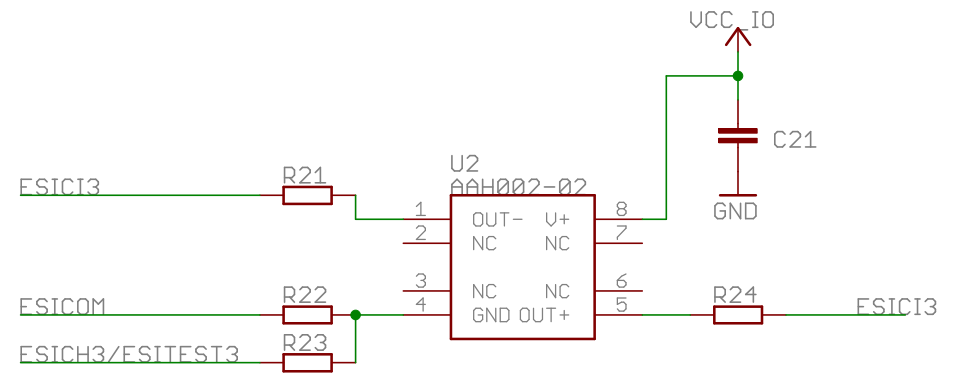 VCC_IO
C21
GND
U2
AAH002-02
R21
ESICI3
1 OUT- V+ 8
2 NC NC 7
3 NC NC 6
4 GND OUT+ 5
R22
ESICOM
R24
ESICI3
R23
ESICH3/ESITEST3